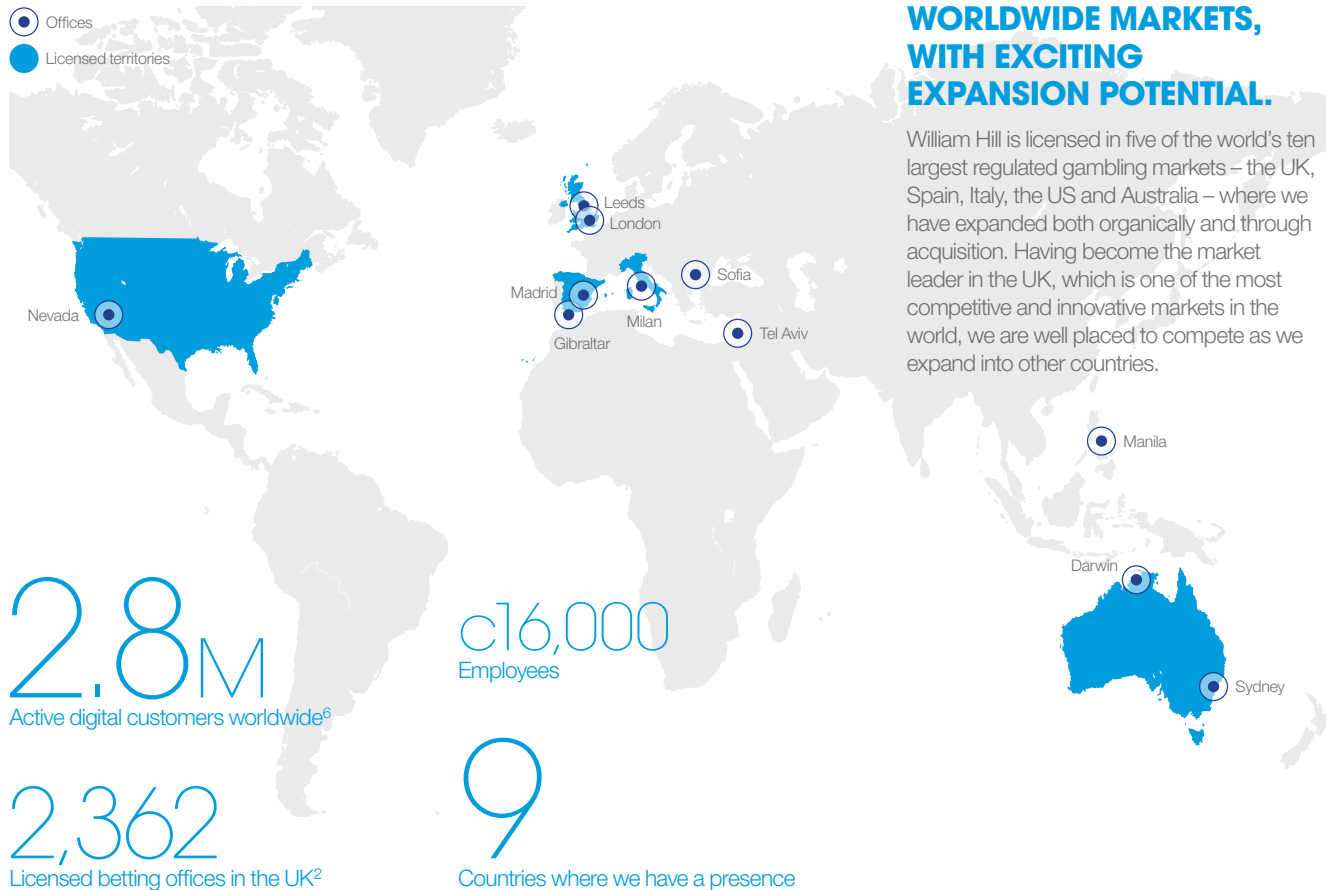 Offices
Licensed territories
WORLDWIDE MARKETS,
WITH EXCITING
EXPANSION POTENTIAL.
William Hill is licensed in five of the world's ten
largest regulated gambling markets – the UK,
Spain, Italy, the US and Australia – where we
have expanded both organically and through
acquisition. Having become the market
leader in the UK, which is one of the most
competitive and innovative markets in the
world, we are well placed to compete as we
expand into other countries.
Leeds
London
Sofia
Madrid
Nevada
Milan
Tel Aviv
Gibraltar
Manila
Darwin
Sydney
2.8M
Active digital customers worldwide⁶
c16,000
Employees
2,362
Licensed betting offices in the UK²
9
Countries where we have a presence